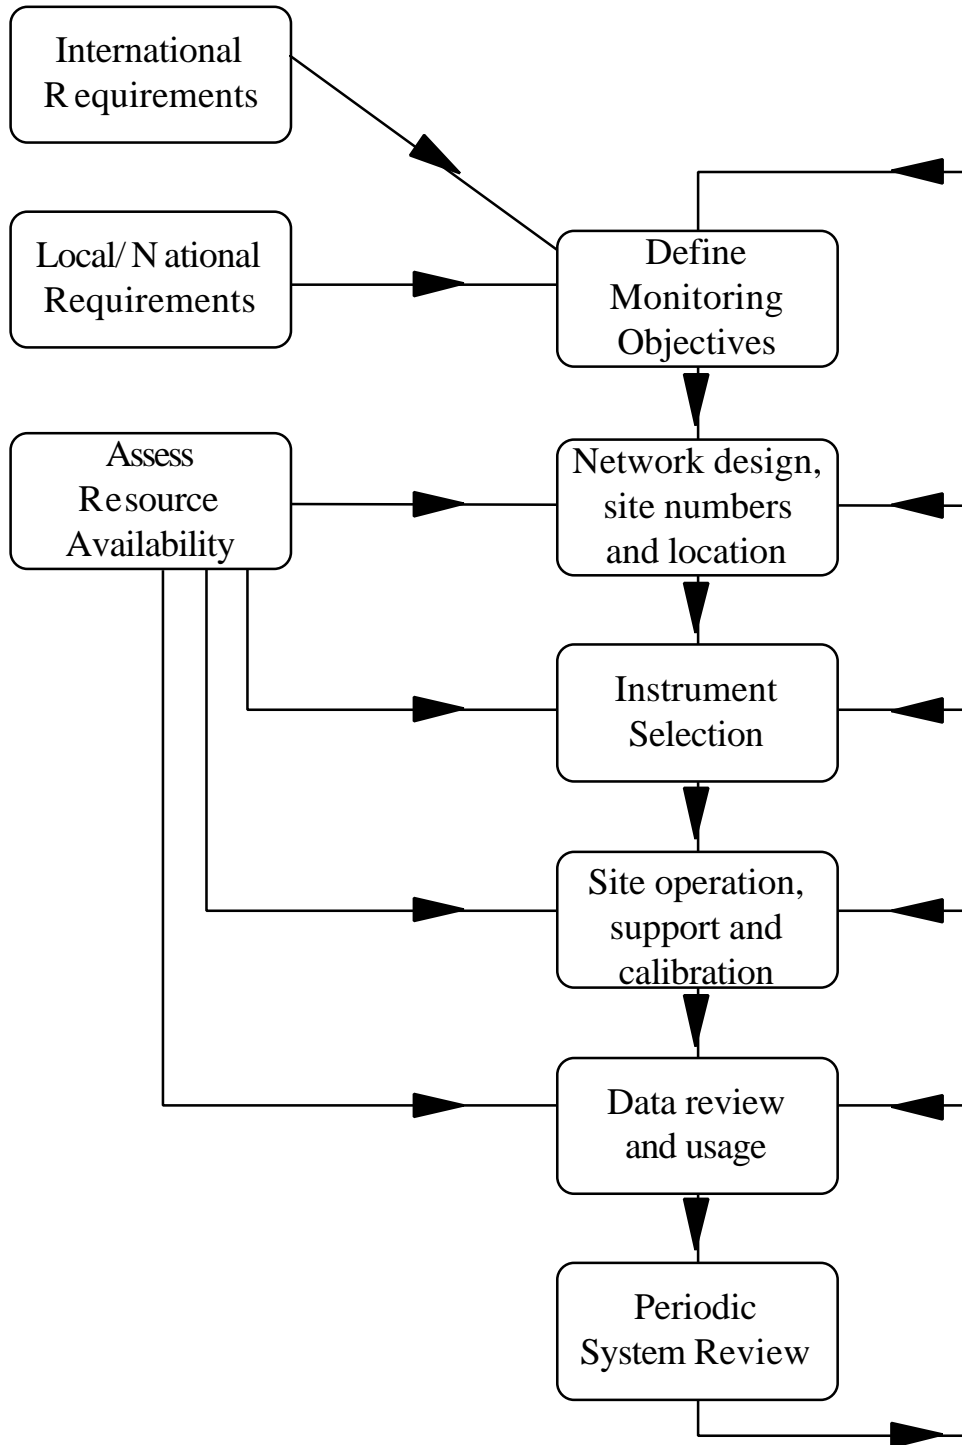 International
Requirements
Local/National
Requirements
Define
Monitoring
Objectives
Assess
Resource
Availability
Network design,
site numbers
and location
Instrument
Selection
Site operation,
support and
calibration
Data review
and usage
Periodic
System Review